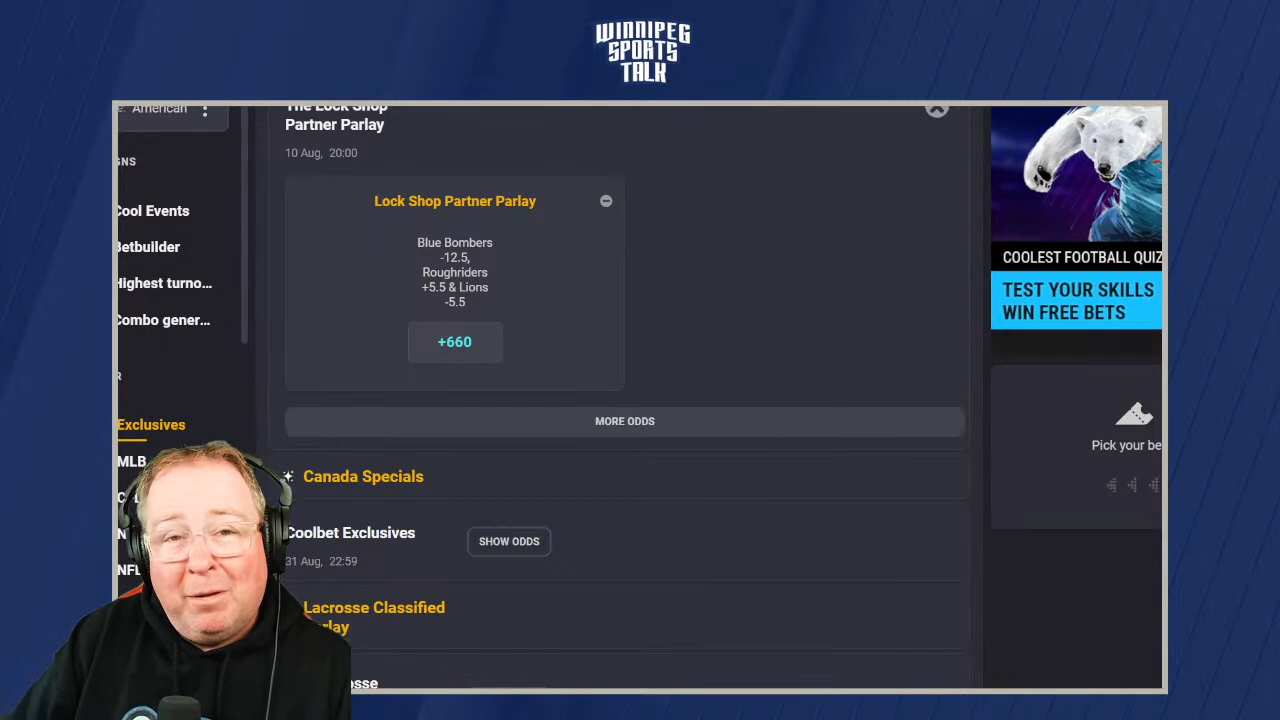 WINNIPEG
SPORTS
TALK
American
The Lock Shop
Partner Parlay
10 Aug, 20:00
GNS
Cool Events
Betbuilder
Highest turno...
Combo gener...
R
Exclusives
MLB
NFL
Lock Shop Partner Parlay
Blue Bombers
-12.5,
Roughriders
+5.5 & Lions
-5.5
+660
MORE ODDS
Canada Specials
Coolbet Exclusives
SHOW ODDS
31 Aug, 22:59
Lacrosse Classified
COOLEST FOOTBALL QUIZ
TEST YOUR SKILLS
WIN FREE BETS
Pick your be